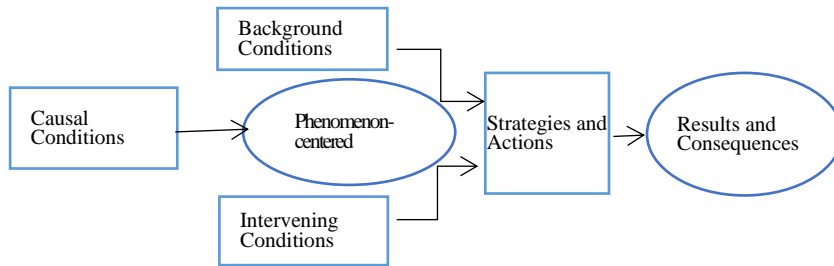 Background
Conditions
Causal
Conditions
Phenomenon-
centered
Strategies and
Actions
Results and
Consequences
Intervening
Conditions